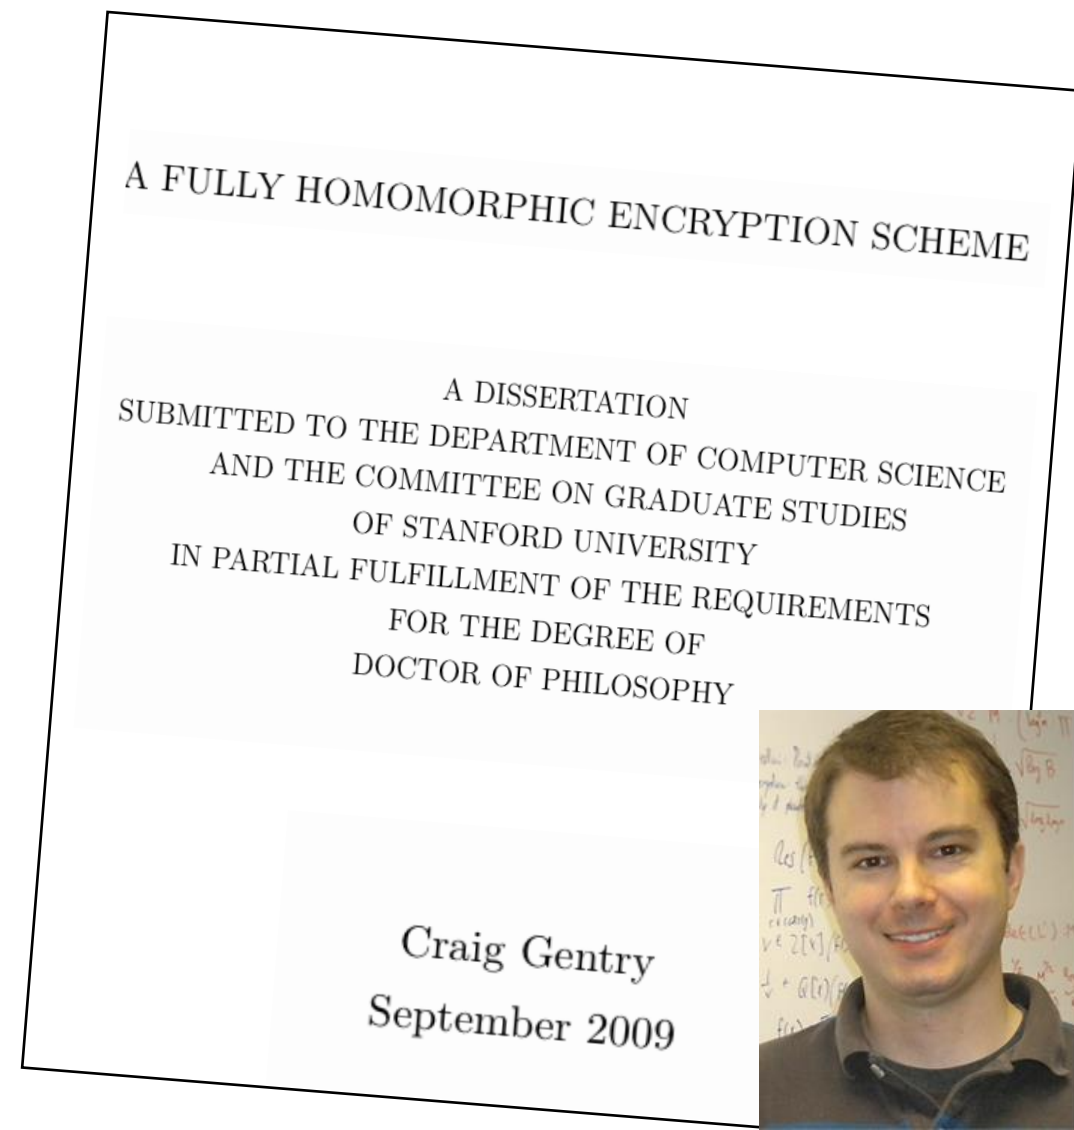 A FULLY HOMOMORPHIC ENCRYPTION SCHEME
A DISSERTATION
SUBMITTED TO THE DEPARTMENT OF COMPUTER SCIENCE
AND THE COMMITTEE ON GRADUATE STUDIES
OF STANFORD UNIVERSITY
IN PARTIAL FULFILLMENT OF THE REQUIREMENTS
FOR THE DEGREE OF
DOCTOR OF PHILOSOPHY
Craig Gentry
September 2009